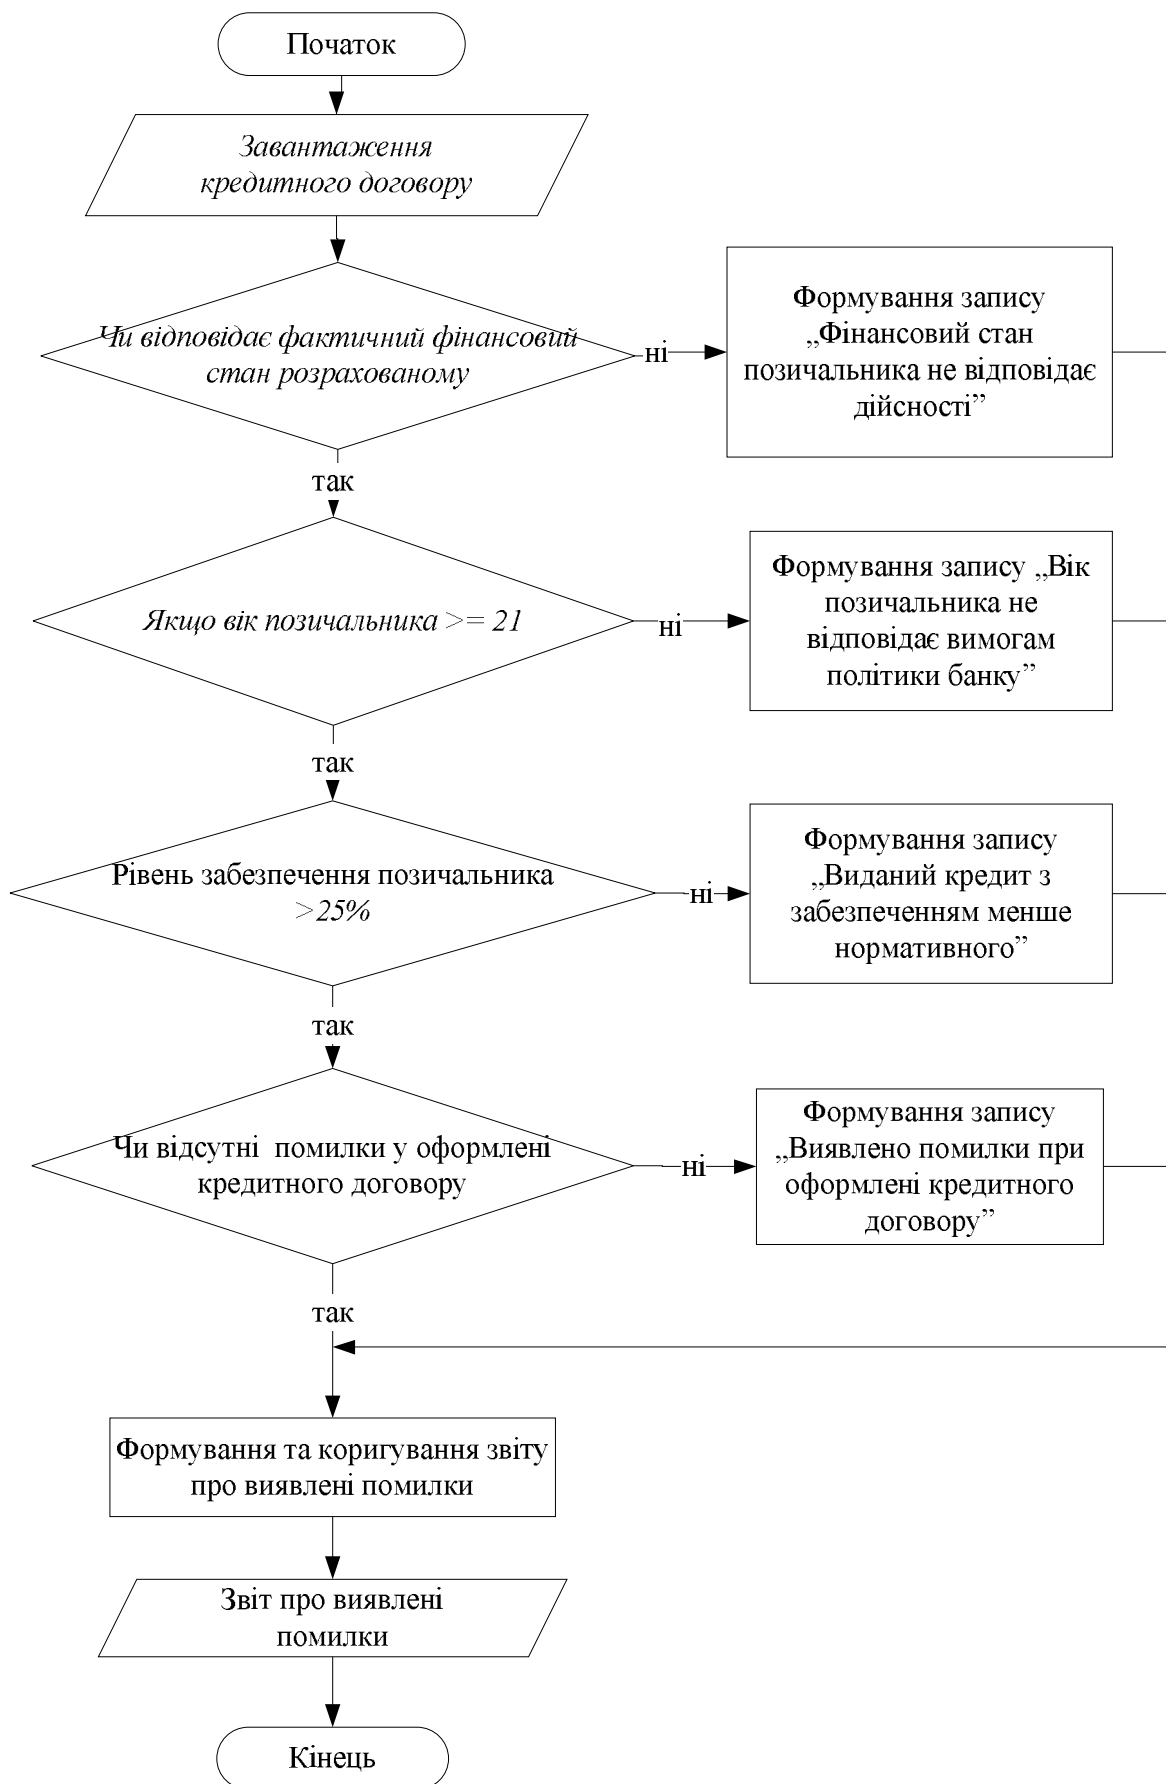 Початок
Завантаження
кредитного договору
Чи відповідає фактичний фінансовий
стан розрахованому
ні
Формування запису
„Фінансовий стан
позичальника не відповідає
дійсності”
так
Якщо вік позичальника >= 21
ні
Формування запису „Вік
позичальника не
відповідає вимогам
політики банку”
так
Рівень забезпечення позичальника
>25%
ні
Формування запису
„Виданий кредит з
забезпеченням менше
нормативного”
так
Чи відсутні помилки у оформлені
кредитного договору
ні
Формування запису
„Виявлено помилки при
оформлені кредитного
договору”
так
Формування та коригування звіту
про виявлені помилки
Звіт про виявлені
помилки
Кінець